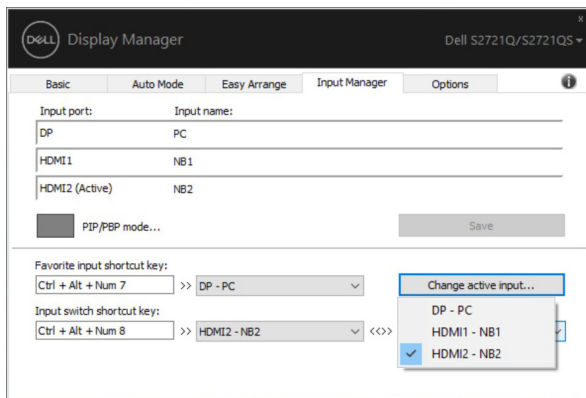 DELL Display Manager Dell S2721Q/S2721QS
Basic Auto Mode Easy Arrange Input Manager Options
Input port: Input name:
DP PC
HDMI1 NB1
HDMI2 (Active) NB2
PIP/PBP mode... Save
Favorite input shortcut key:
Ctrl + Alt + Num 7 >> DP - PC Change active input...
Input switch shortcut key:
Ctrl + Alt + Num 8 >> HDMI2 - NB2 <<>>
DP - PC
HDMI1 - NB1
HDMI2 - NB2